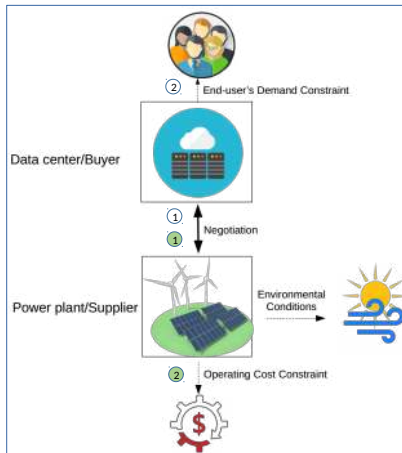 2
End-user's Demand Constraint
Data center/Buyer
1
1
Negotiation
Power plant/Supplier
Environmental
Conditions
2
Operating Cost Constraint
$